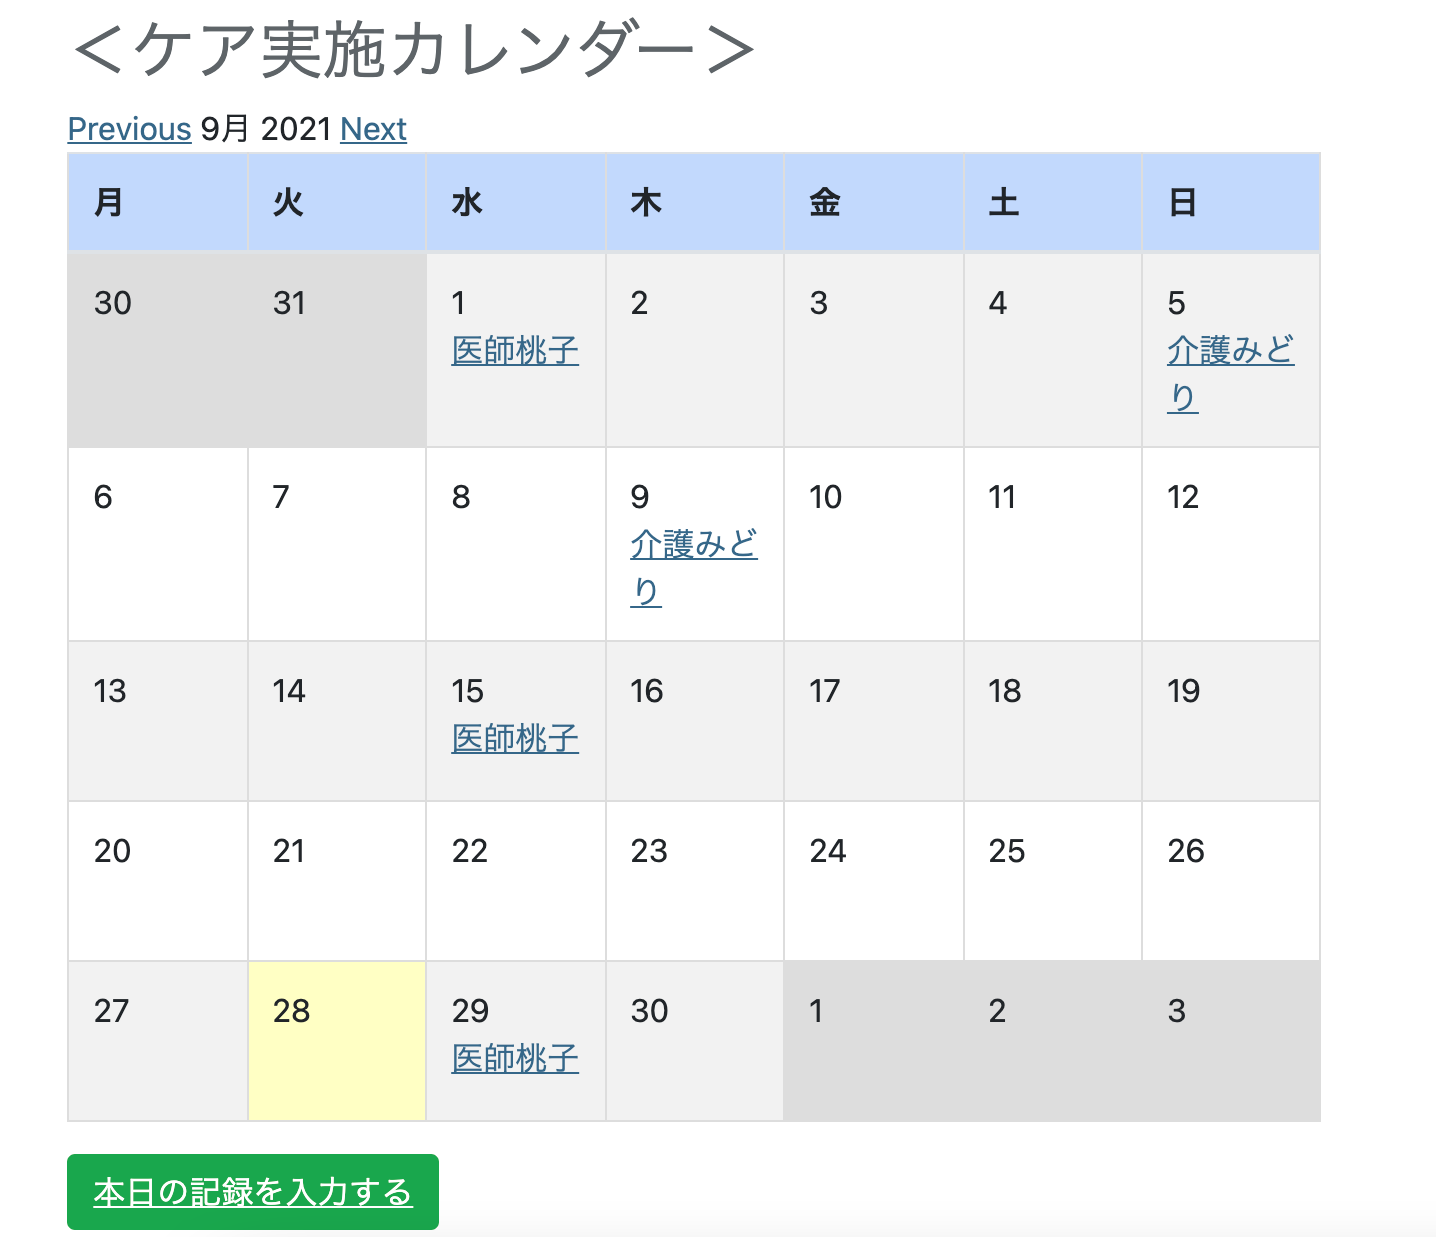 ＜ケア実施カレンダー＞
Previous 9月 2021 Next
月 火 水 木 金 土 日
30 31 1 2 3 4 5
医師桃子 介護みど
り
6 7 8 9 10 11 12
介護みど
り
13 14 15 16 17 18 19
医師桃子
20 21 22 23 24 25 26
27 28 29 30 1 2 3
医師桃子
本日の記録を入力する